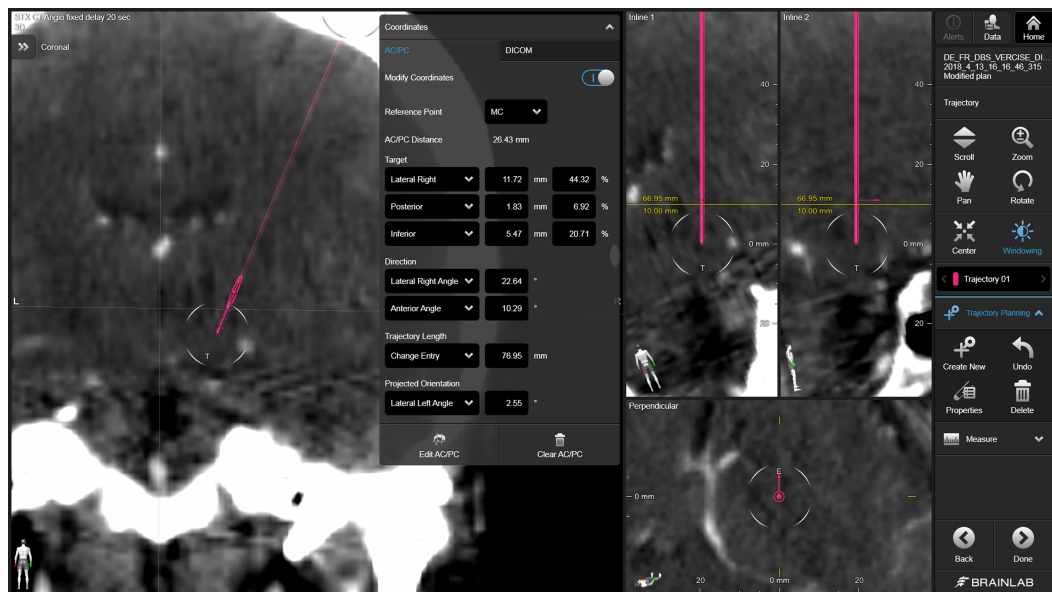 STX CT Angio fixed delay 20 sec
3D
Coronal
L
T
Coordinates
AC/PC
DICOM
Modify Coordinates
Reference Point
MC
AC/PC Distance
26.43 mm
Target
Lateral Right 11.72 mm 44.32 %
Posterior 1.83 mm 6.92 %
Inferior 5.47 mm 20.71 %
Direction
Lateral Right Angle 22.64 °
Anterior Angle 10.29 °
Trajectory Length
Change Entry 76.95 mm
Projected Orientation
Lateral Left Angle 2.55 °
Edit AC/PC
Clear AC/PC
R
Inline 1
40
20
66.95 mm
10.00 mm
0 mm
T
20
Inline 2
40
20
66.95 mm
10.00 mm
0 mm
T
20
Perpendicular
E
0 mm
20
0 mm
20
Alerts
Data
Home
DE_FR_DBS_VERCISE_DI...
2018_4_13_16_16_46_315
Modified plan
Trajectory
Scroll
Zoom
Pan
Rotate
Center
Windowing
Trajectory 01
Trajectory Planning
Create New
Undo
Properties
Delete
Measure
Back
Done
BRAINLAB